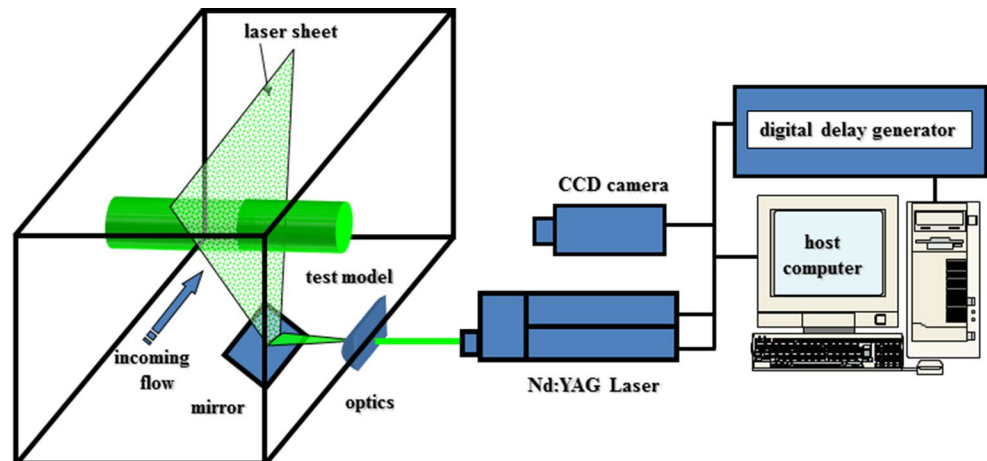 laser sheet
digital delay generator
CCD camera
host
computer
test model
incoming
flow
mirror
optics
Nd:YAG Laser